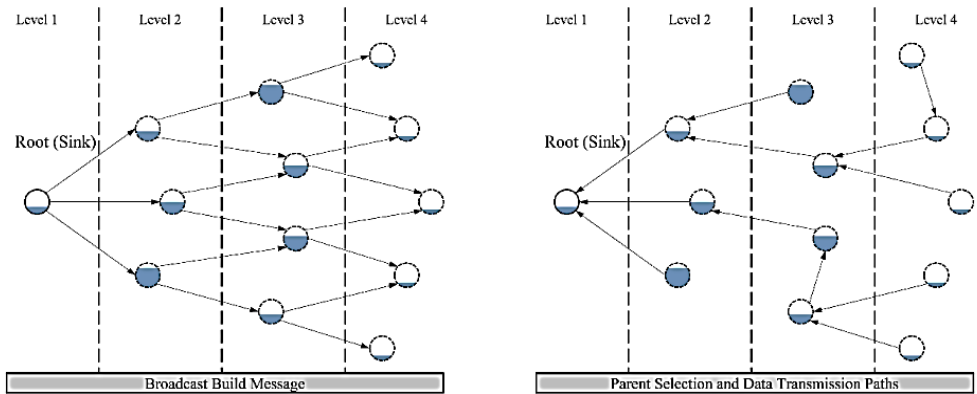 Level 1 Level 2 Level 3 Level 4
Root (Sink)
Broadcast Build Message
Level 1 Level 2 Level 3 Level 4
Root (Sink)
Parent Selection and Data Transmission Paths